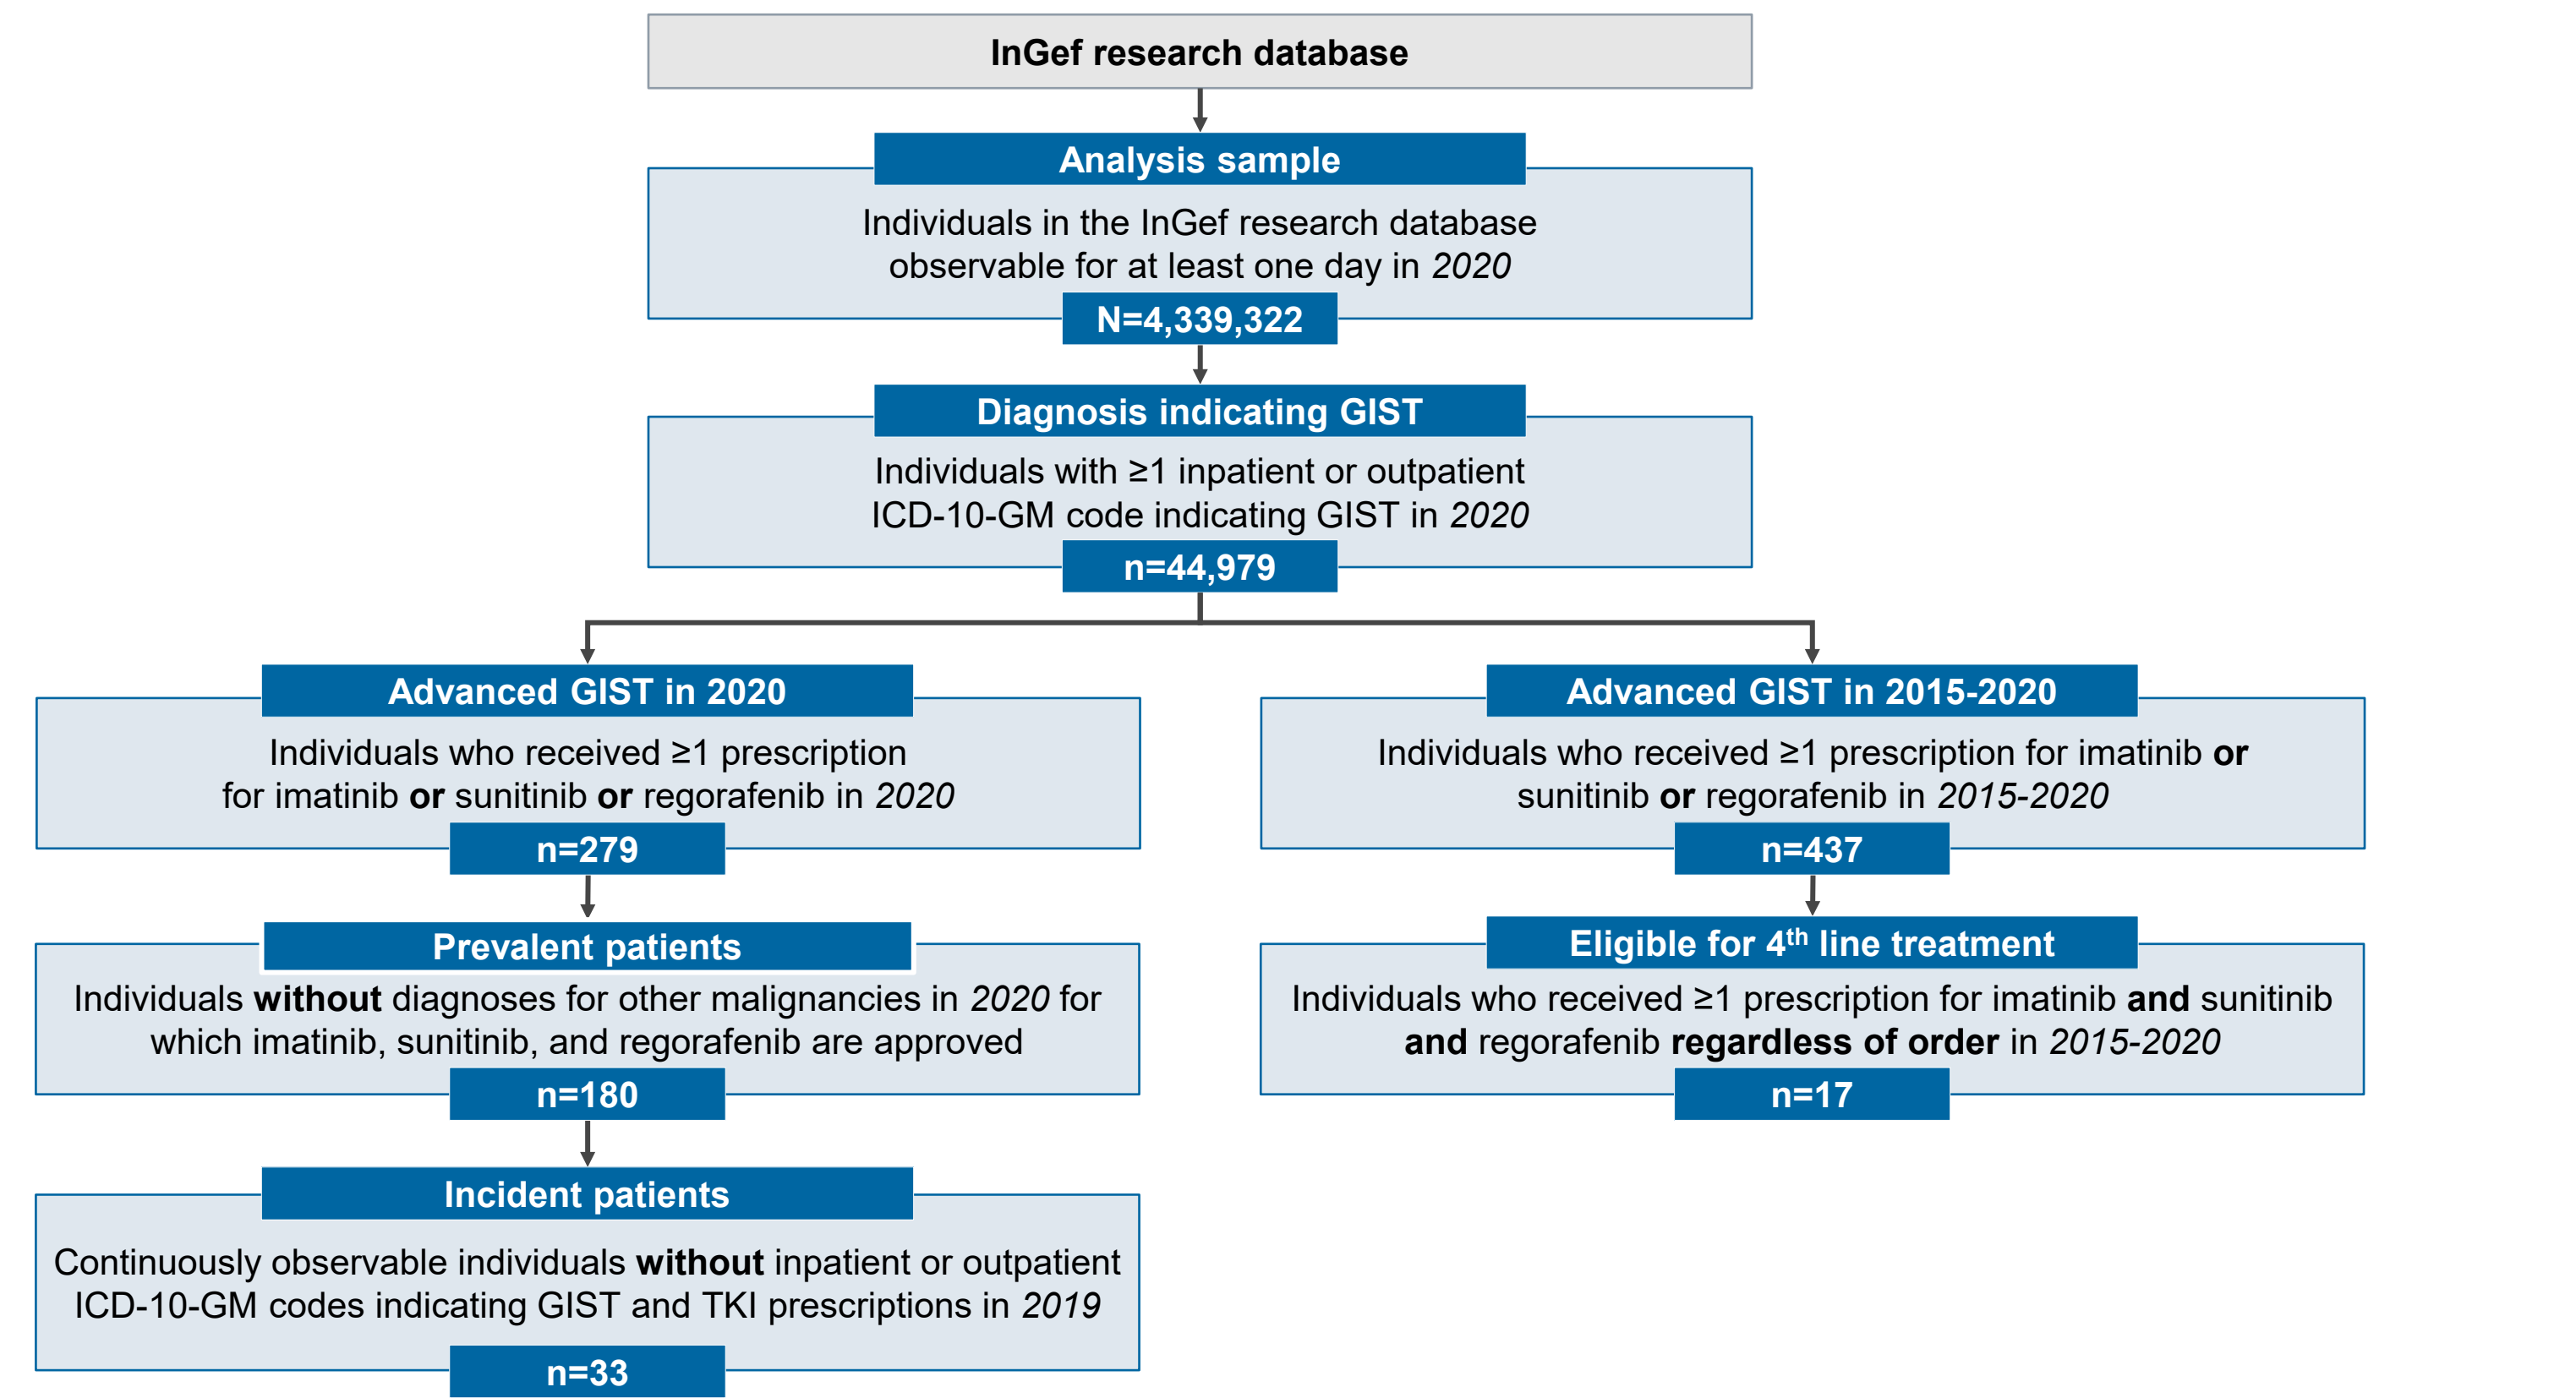 InGef research database
Analysis sample
Individuals in the InGef research database
observable for at least one day in 2020
N=4,339,322
Diagnosis indicating GIST
Individuals with ≥1 inpatient or outpatient
ICD-10-GM code indicating GIST in 2020
n=44,979
Advanced GIST in 2020
Individuals who received ≥1 prescription
for imatinib or sunitinib or regorafenib in 2020
n=279
Prevalent patients
Individuals without diagnoses for other malignancies in 2020 for
which imatinib, sunitinib, and regorafenib are approved
n=180
Incident patients
Continuously observable individuals without inpatient or outpatient
ICD-10-GM codes indicating GIST and TKI prescriptions in 2019
n=33
Advanced GIST in 2015-2020
Individuals who received ≥1 prescription for imatinib or
sunitinib or regorafenib in 2015-2020
n=437
Eligible for 4th line treatment
Individuals who received ≥1 prescription for imatinib and sunitinib
and regorafenib regardless of order in 2015-2020
n=17